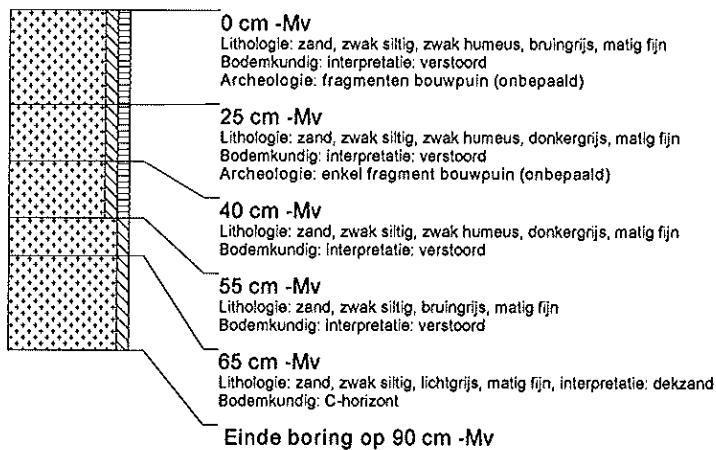 0 cm -Mv
Lithologie: zand, zwak siltig, zwak humeus, bruingrijs, matig fijn
Bodemkundig: interpretatie: verstoord
Archeologie: fragmenten bouwpuin (onbepaald)
25 cm -Mv
Lithologie: zand, zwak siltig, zwak humeus, donkergrijs, matig fijn
Bodemkundig: interpretatie: verstoord
Archeologie: enkel fragment bouwpuin (onbepaald)
40 cm -Mv
Lithologie: zand, zwak siltig, zwak humeus, donkergrijs, matig fijn
Bodemkundig: interpretatie: verstoord
55 cm -Mv
Lithologie: zand, zwak siltig, bruingrijs, matig fijn
Bodemkundig: interpretatie: verstoord
65 cm -Mv
Lithologie: zand, zwak siltig, lichtgrijs, matig fijn, interpretatie: dekzand
Bodemkundig: C-horizont
Einde boring op 90 cm -Mv